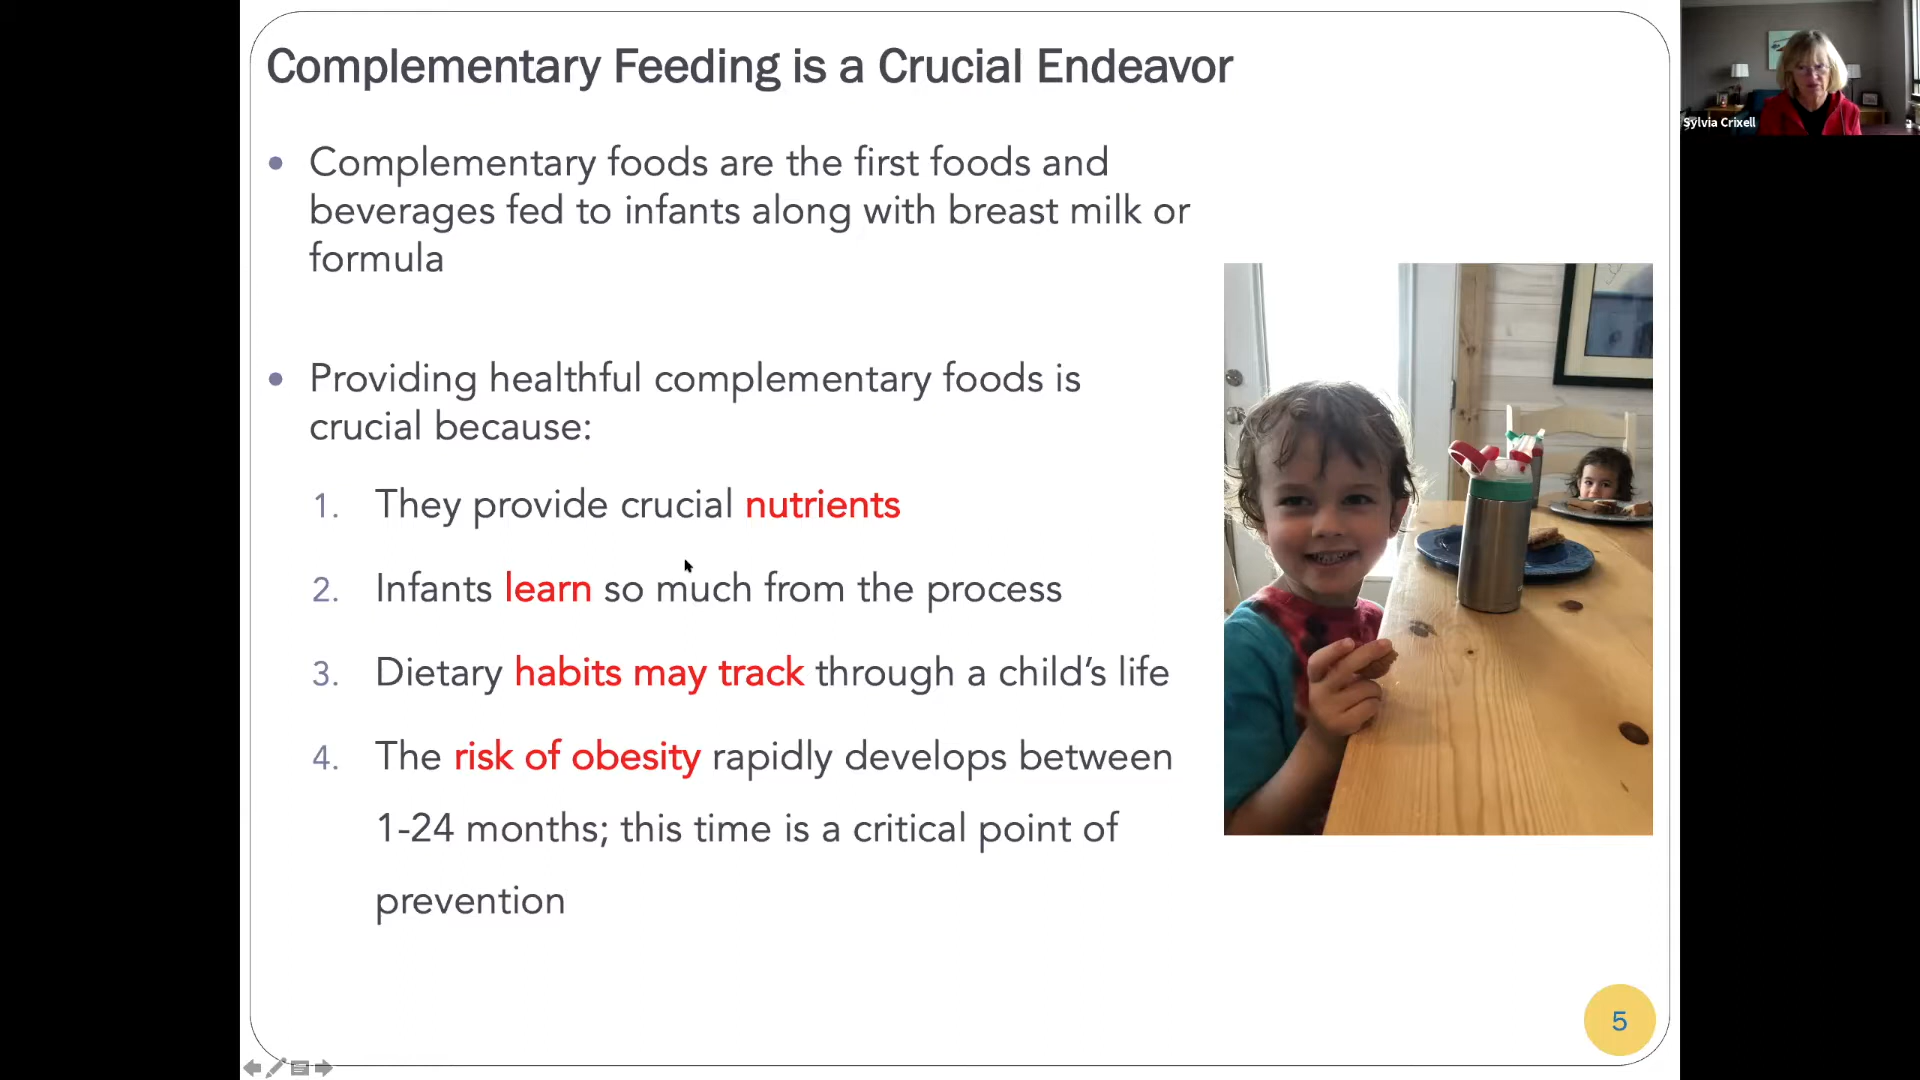 Complementary Feeding is a Crucial Endeavor
• Complementary foods are the first foods and
beverages fed to infants along with breast milk or
formula
• Providing healthful complementary foods is
crucial because:
1. They provide crucial nutrients
2. Infants learn so much from the process
3. Dietary habits may track through a child’s life
4. The risk of obesity rapidly develops between
1-24 months; this time is a critical point of
prevention
5
Sylvia Crixell